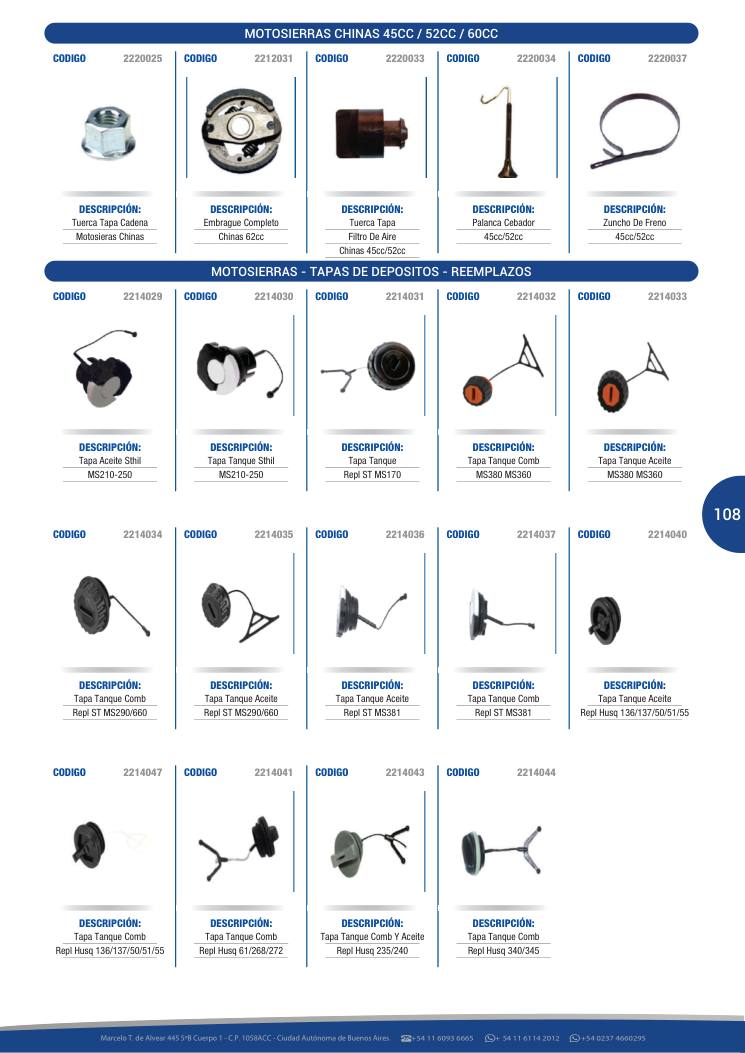 MOTOSIERRAS CHINAS 45CC / 52CC / 60CC
CODIGO 2220025
DESCRIPCIÓN:
Tuerca Tapa Cadena
Motosieras Chinas
CODIGO 2212031
DESCRIPCIÓN:
Embrague Completo
Chinas 62cc
CODIGO 2220033
DESCRIPCIÓN:
Tuerca Tapa
Filtro De Aire
Chinas 45cc/52cc
CODIGO 2220034
DESCRIPCIÓN:
Palanca Cebador
45cc/52cc
CODIGO 2220037
DESCRIPCIÓN:
Zuncho De Freno
45cc/52cc
MOTOSIERRAS - TAPAS DE DEPOSITOS - REEMPLAZOS
CODIGO 2214029
DESCRIPCIÓN:
Tapa Aceite Sthil
MS210-250
CODIGO 2214030
DESCRIPCIÓN:
Tapa Tanque Sthil
MS210-250
CODIGO 2214031
DESCRIPCIÓN:
Tapa Tanque
Repl ST MS170
CODIGO 2214032
DESCRIPCIÓN:
Tapa Tanque Comb
MS380 MS360
CODIGO 2214033
DESCRIPCIÓN:
Tapa Tanque Aceite
MS380 MS360
108
CODIGO 2214034
DESCRIPCIÓN:
Tapa Tanque Comb
Repl ST MS290/660
CODIGO 2214035
DESCRIPCIÓN:
Tapa Tanque Aceite
Repl ST MS290/660
CODIGO 2214036
DESCRIPCIÓN:
Tapa Tanque Aceite
Repl ST MS381
CODIGO 2214037
DESCRIPCIÓN:
Tapa Tanque Comb
Repl ST MS381
CODIGO 2214040
DESCRIPCIÓN:
Tapa Tanque Aceite
Repl Husq 136/137/50/51/55
CODIGO 2214047
DESCRIPCIÓN:
Tapa Tanque Comb
Repl Husq 136/137/50/51/55
CODIGO 2214041
DESCRIPCIÓN:
Tapa Tanque Comb
Repl Husq 61/268/272
CODIGO 2214043
DESCRIPCIÓN:
Tapa Tanque Comb Y Aceite
Repl Husq 235/240
CODIGO 2214044
DESCRIPCIÓN:
Tapa Tanque Comb
Repl Husq 340/345
Marcelo T. de Alvear 445 5ºB Cuerpo 1 - C.P. 1058ACC - Ciudad Autónoma de Buenos Aires. +54 11 6093 6665 + 54 11 6114 2012 +54 0237 4660295